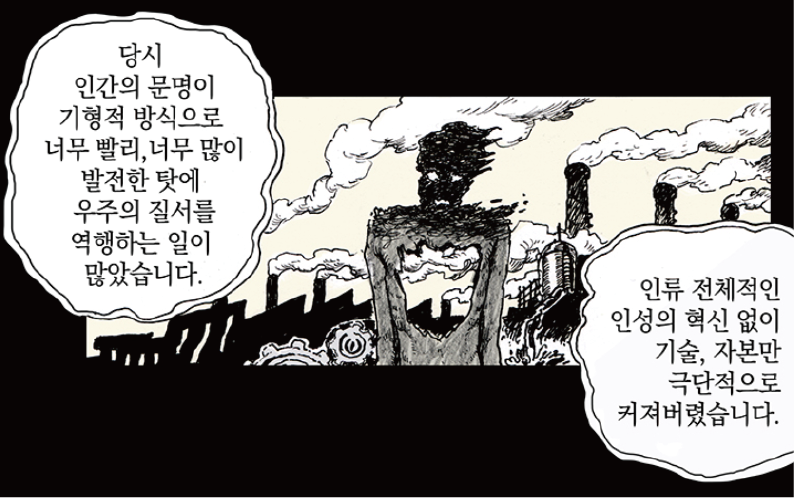 당시
인간의 문명이
기형적 방식으로
너무 빨리, 너무 많이
발전한 탓에
우주의 질서를
역행하는 일이
많았습니다.
인류 전체적인
인성의 혁신 없이
기술, 자본만
극단적으로
커져버렸습니다.